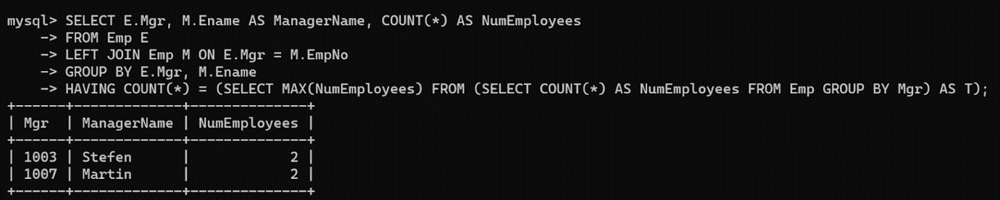 mysql> SELECT E.Mgr, M.Ename AS ManagerName, COUNT(*) AS NumEmployees
    -> FROM Emp E
    -> LEFT JOIN Emp M ON E.Mgr = M.EmpNo
    -> GROUP BY E.Mgr, M.Ename
    -> HAVING COUNT(*) = (SELECT MAX(NumEmployees) FROM (SELECT COUNT(*) AS NumEmployees FROM Emp GROUP BY Mgr) AS T);
+------+-------------+--------------+
| Mgr  | ManagerName | NumEmployees |
+------+-------------+--------------+
| 1003 | Stefen      |            2 |
| 1007 | Martin      |            2 |
+------+-------------+--------------+